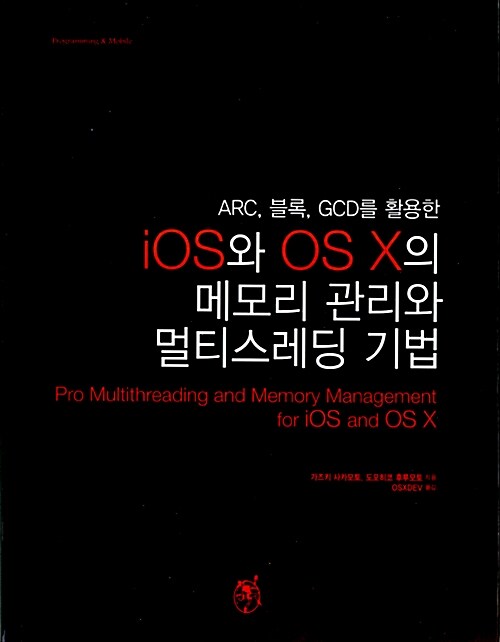 Programming & Mobile
ARC, 블록, GCD를 활용한
iOS와 OS X의
메모리 관리와
멀티스레딩 기법
Pro Multithreading and Memory Management
for iOS and OS X
가즈키 사카모토, 도모히코 후루모토 지음
OSXDEV 옮김